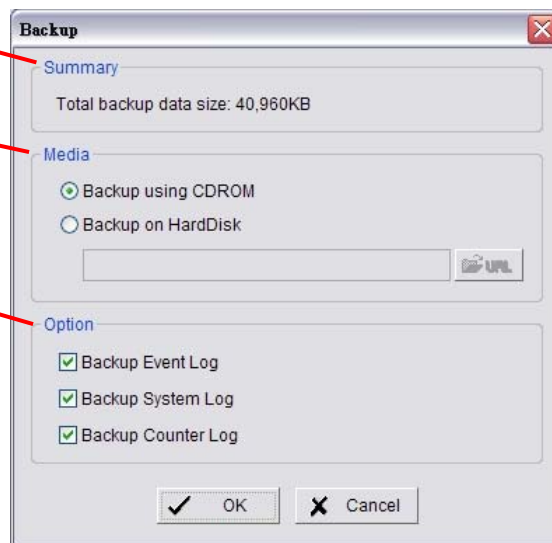 Backup
Summary
Total backup data size: 40,960KB
Media
Backup using CDROM
Backup on HardDisk
URL
Option
Backup Event Log
Backup System Log
Backup Counter Log
OK
Cancel